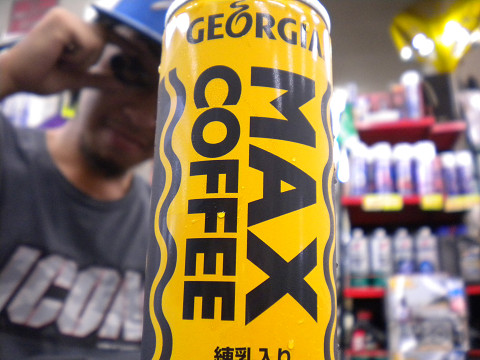 GEORGIA
MAX
COFFEE
練乳入り
ICON